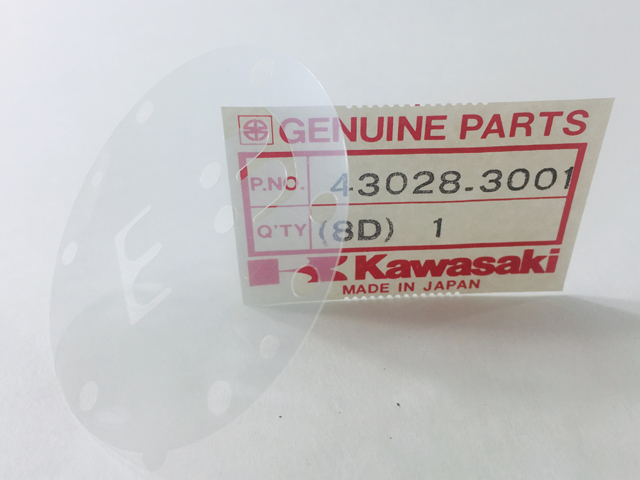 GENUINE PARTS
P.NO. 43028-3001
Q'TY (8D) 1
Kawasaki
MADE IN JAPAN
E